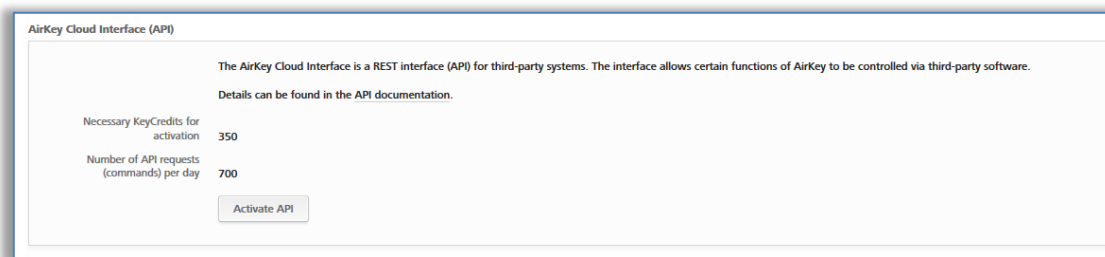 AirKey Cloud Interface (API)
The AirKey Cloud Interface is a REST interface (API) for third-party systems. The interface allows certain functions of AirKey to be controlled via third-party software.
Details can be found in the API documentation.
Necessary KeyCredits for
activation 350
Number of API requests
(commands) per day 700
Activate API